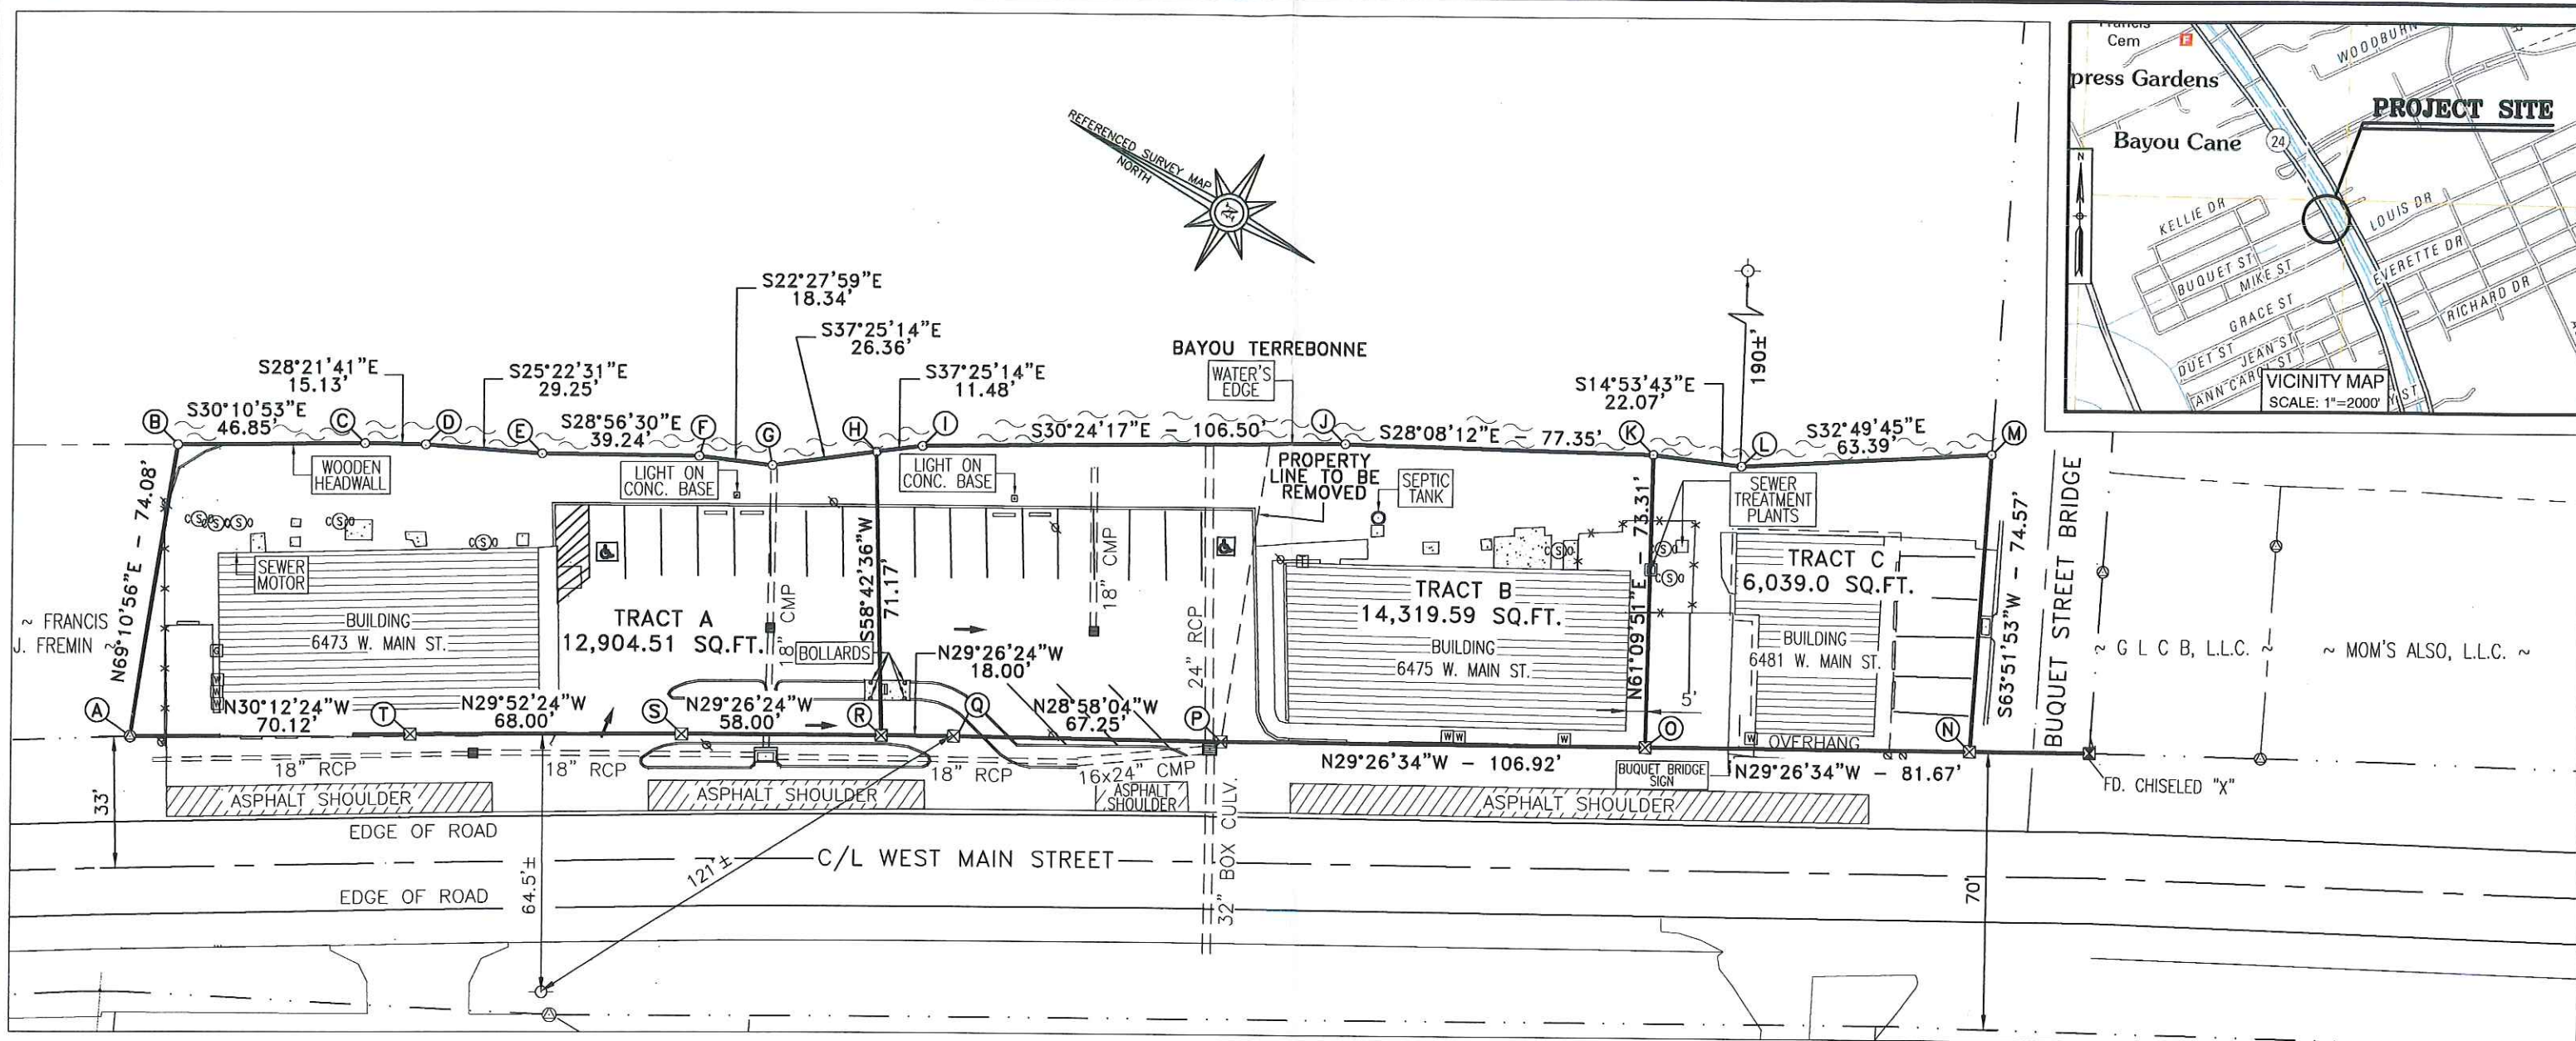 REFERENCED SURVEY MAP
NORTH
Cem
F
press Gardens
Bayou Cane
24
WOODBURN
PROJECT SITE
N
KELLIE DR
LOUIS DR
BUQUET ST
MIKE ST
EVERETTE DR
GRACE ST
RICHARD DR
DUET ST
JEAN ST
ANN CAROL ST
VICINITY MAP
SCALE: 1"=2000'
S22°27'59"E
18.34'
S37°25'14"E
26.36'
S28°21'41"E
15.13'
S25°22'31"E
29.25'
S37°25'14"E
11.48'
BAYOU TERREBONNE
WATER'S
EDGE
S14°53'43"E
22.07'
190±'
B
S30°10'53"E
46.85'
C
D
E
S28°56'30"E
39.24'
F
G
H
I
S30°24'17"E - 106.50'
J
S28°08'12"E - 77.35'
K
L
S32°49'45"E
63.39'
M
WOODEN
HEADWALL
LIGHT ON
CONC. BASE
LIGHT ON
CONC. BASE
PROPERTY
LINE TO BE
REMOVED
SEPTIC
TANK
SEWER
TREATMENT
PLANTS
N69°10'56"E - 74.08'
SEWER
MOTOR
BUILDING
6473 W. MAIN ST.
~ FRANCIS
J. FREMIN ~
TRACT A
12,904.51 SQ.FT.
18" CMP
BOLLARDS
S58°42'36"W
71.17'
18" CMP
24" RCP
TRACT B
14,319.59 SQ.FT.
BUILDING
6475 W. MAIN ST.
N61°09'51"E - 73.31'
5'
TRACT C
6,039.0 SQ.FT.
BUILDING
6481 W. MAIN ST.
S63°51'53"W - 74.57'
BUQUET STREET BRIDGE
~ G L C B, L.L.C. ~
~ MOM'S ALSO, L.L.C. ~
A
N30°12'24"W
70.12'
T
N29°52'24"W
68.00'
S
N29°26'24"W
58.00'
R
N29°26'24"W
18.00'
Q
N28°58'04"W
67.25'
P
O
N
OVERHANG
18" RCP
18" RCP
18" RCP
16x24" CMP
N29°26'34"W - 106.92'
BUQUET BRIDGE
SIGN
N29°26'34"W - 81.67'
FD. CHISELED "X"
33'
ASPHALT SHOULDER
ASPHALT SHOULDER
ASPHALT
SHOULDER
ASPHALT SHOULDER
EDGE OF ROAD
C/L WEST MAIN STREET
EDGE OF ROAD
64.5'±
121'±
32" BOX CULV.
70'